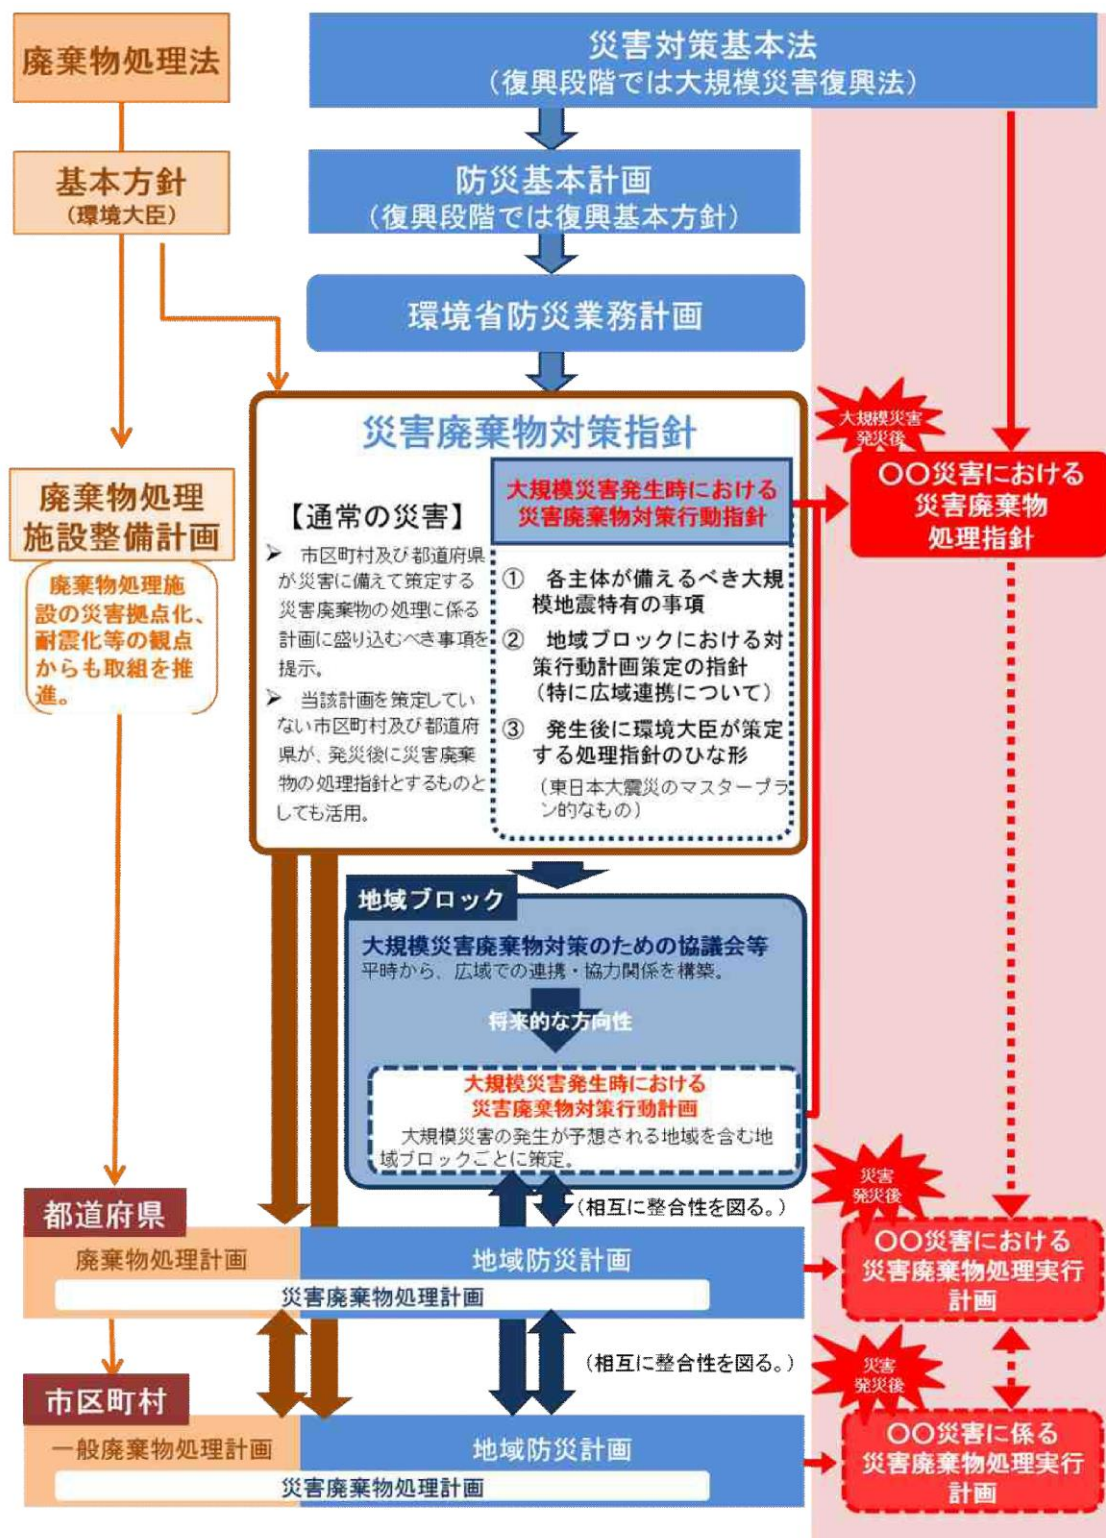 廃棄物処理法
災害対策基本法
（復興段階では大規模災害復興法）
基本方針
（環境大臣）
防災基本計画
（復興段階では復興基本方針）
環境省防災業務計画
災害廃棄物対策指針
【通常の災害】
➢ 市区町村及び都道府県
が災害に備えて策定する
災害廃棄物の処理に係る
計画に盛り込むべき事項を
提示。
➢ 当該計画を策定してい
ない市区町村及び都道府
県が、発災後に災害廃棄
物の処理指針とするものと
しても活用。
大規模災害発生時における
災害廃棄物対策行動指針
① 各主体が備えるべき大規
模地震特有の事項
② 地域ブロックにおける対
策行動計画策定の指針
（特に広域連携について）
③ 発生後に環境大臣が策定
する処理指針のひな形
（東日本大震災のマスタープラ
ン的なもの）
大規模災害
発災後
〇〇災害における
災害廃棄物
処理指針
廃棄物処理
施設整備計画
廃棄物処理施
設の災害拠点化、
耐震化等の観点
からも取組を推
進。
地域ブロック
大規模災害廃棄物対策のための協議会等
平時から、広域での連携・協力関係を構築。
将来的な方向性
大規模災害発生時における
災害廃棄物対策行動計画
大規模災害の発生が予想される地域を含む地
域ブロックごとに策定。
（相互に整合性を図る。）
都道府県
廃棄物処理計画
地域防災計画
災害廃棄物処理計画
災害
発災後
〇〇災害における
災害廃棄物処理実行
計画
（相互に整合性を図る。）
市区町村
一般廃棄物処理計画
地域防災計画
災害廃棄物処理計画
災害
発災後
〇〇災害に係る
災害廃棄物処理実行
計画